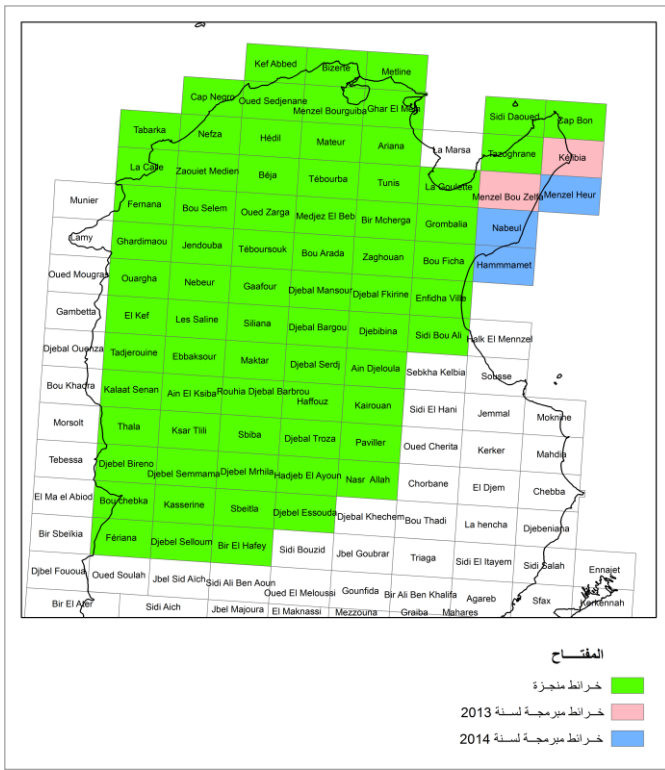 Kef Abbed Bizerte Metline
Cap Negro Oued Sedjenane Menzel Bourguiba Ghar El Melh Sidi Daoued Zap Bon
Tabarka Nefza Hédil Mateur Ariana La Marsa Tazoghrane Kélibia
La Calle Zaouiet Medien Béja Tébourba Tunis La Goulette Menzel Bou Zelfa Menzel Heur
Munier Fernana Bou Selem Oued Zarga Medjez El Beb Bir Mcherga Grombalia Nabeul
Lamy Ghardimaou Jendouba Téboursouk Bou Arada Zaghouan Bou Ficha Hammmamet
Oued Mougras Ouargha Nebeur Gaafour Djebal Mansour Djebal Fkirine Enfidha Ville
Gambetta El Kef Les Saline Siliana Djebal Bargou Djebibina Sidi Bou Ali Halk El Mennzel
Djebal Ouenza Tadjerouine Ebbaksour Maktar Djebal Serdj Ain Djeloula Sebkha Kelbia Sousse
Bou Khadra Kalaat Senan Ain El Ksiba Rouhia Djebal Barbrou Haffouz Kairouan Sidi El Hani Jemmal Moknine
Morsolt Thala Ksar Tlili Sbiba Djebal Troza Paviller Oued Cherita Kerker Mahdia
Tebessa Djebel Bireno Djebel Semmama Djebel Mrhila Hadjeb El Ayoun Nasr Allah Chorbane El Djem Chebba
El Ma el Abiod Bou chebka Kasserine Sbeitla Djebel Essouda Djebal Khechem Bou Thadi La hencha Djebeniana
Bir Sbeikia Fériana Djebel Selloum Bir El Hafey Sidi Bouzid Jbel Goubrar Triaga Sidi El Itayem Sidi Salah Ennajet
Djbel Fououa Oued Soulah Jbel Sid Aich Sidi Ali Ben Aoun Oued El Meloussi Gounfida Bir Ali Ben Khalifa Agareb Sfax Kerkennah
Bir El Ater Sidi Aich Jbel Majoura El Maknassi Mezzouna Graiba Mahares
المفتـــاح
خـرائط منجـزة
خـرائط مبرمجـة لسـنة 2013
خـرائط مبرمجـة لسـنة 2014